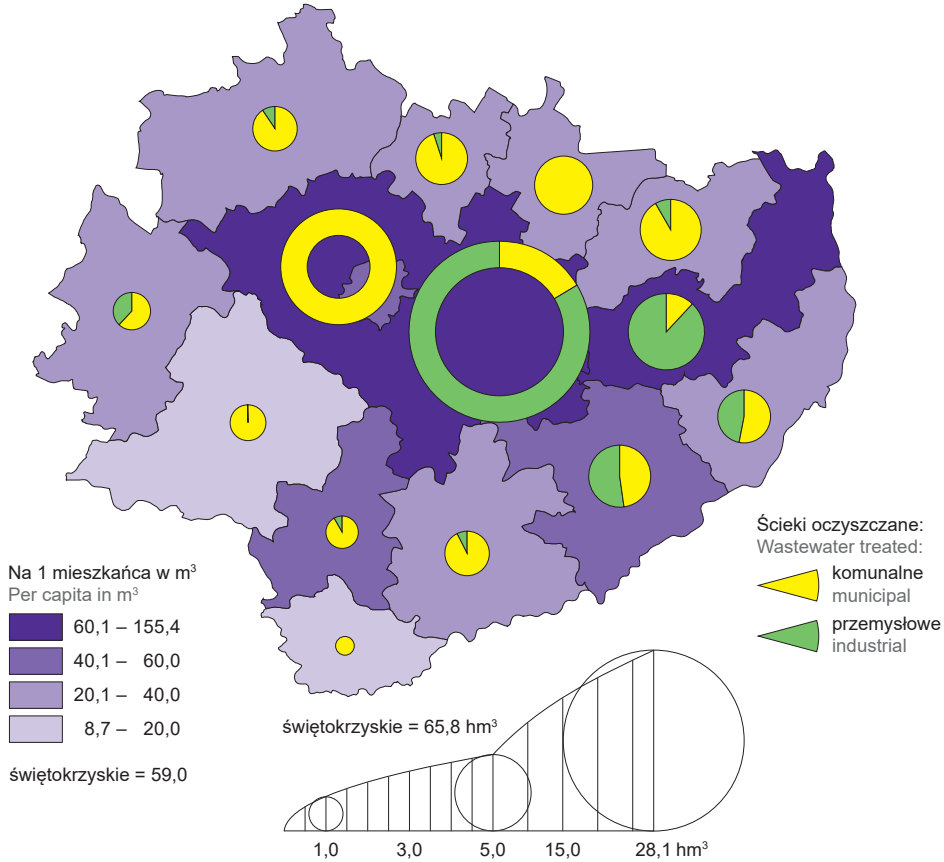 Ścieki oczyszczane:
Wastewater treated:
komunalne
municipal
przemysłowe
industrial
Na 1 mieszkańca w m³
Per capita in m³
60,1 – 155,4
40,1 – 60,0
20,1 – 40,0
8,7 – 20,0
świętokrzyskie = 59,0
świętokrzyskie = 65,8 hm³
1,0 3,0 5,0 15,0 28,1 hm³